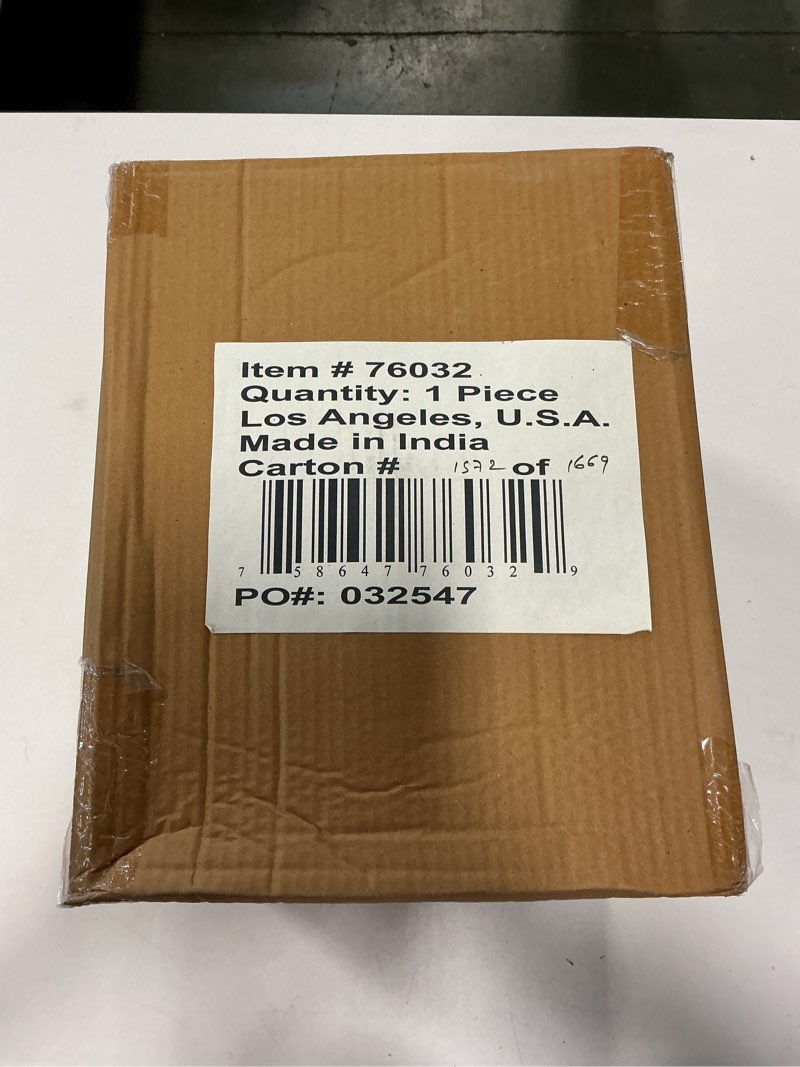 Item # 76032
Quantity: 1 Piece
Los Angeles, U.S.A.
Made in India
Carton # 1572 of 1669
7 58647 76032 9
PO#: 032547